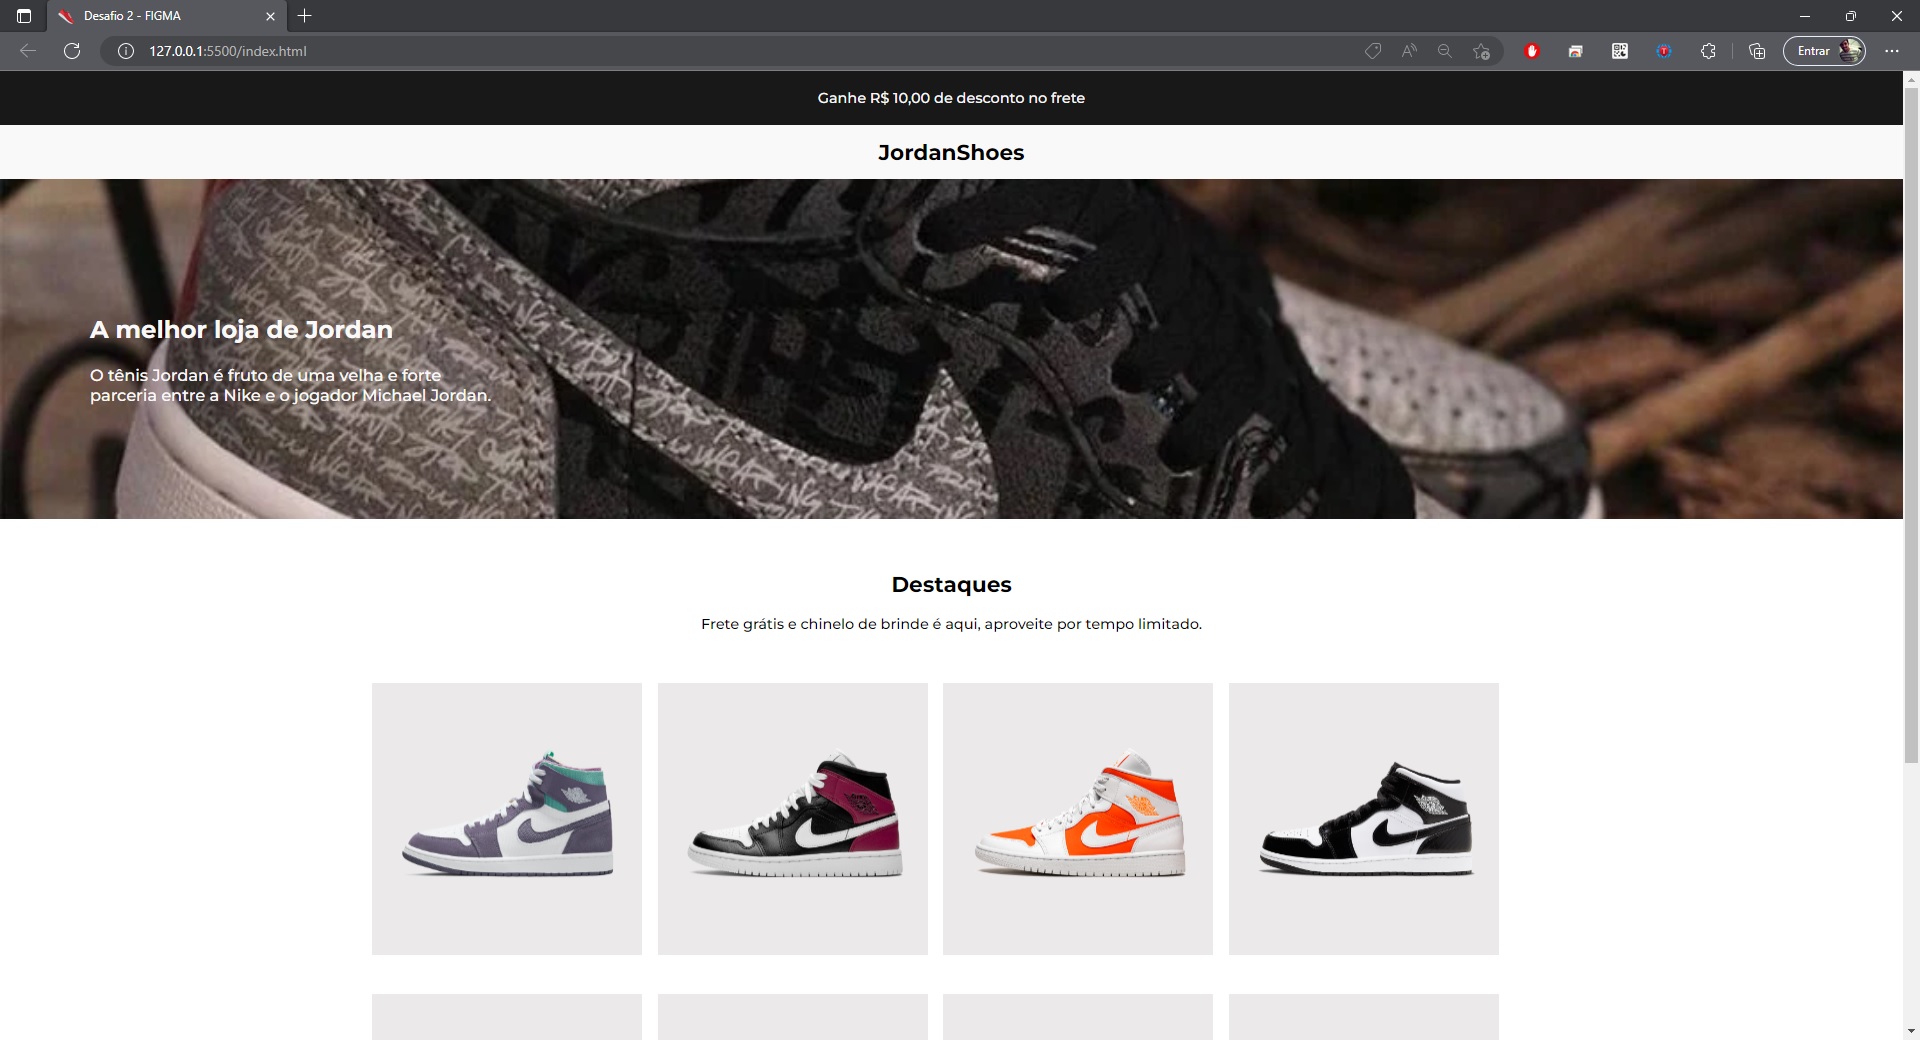 Desafio 2 - FIGMA
127.0.0.1:5500/index.html
Entrar
Ganhe R$ 10,00 de desconto no frete
JordanShoes
A melhor loja de Jordan
O tênis Jordan é fruto de uma velha e forte
parceria entre a Nike e o jogador Michael Jordan.
Destaques
Frete grátis e chinelo de brinde é aqui, aproveite por tempo limitado.